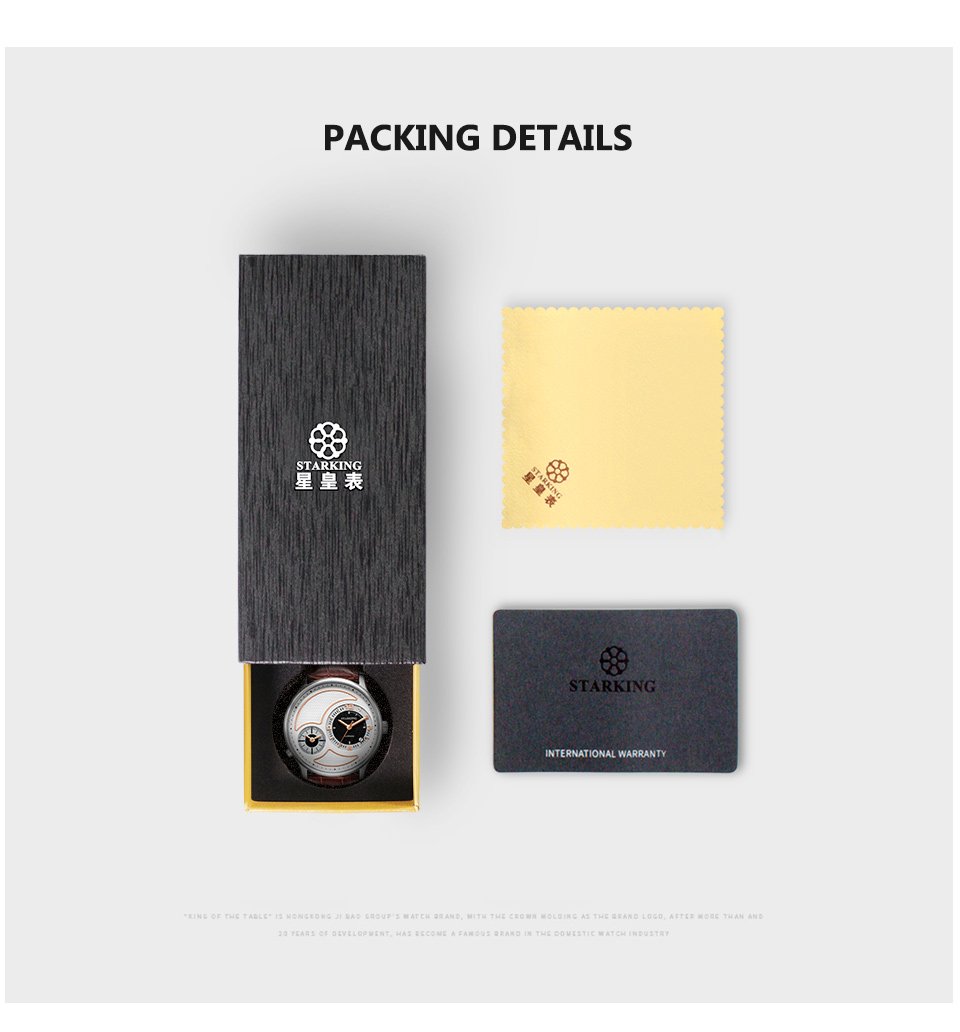 PACKING DETAILS
STARKING
星皇表
STARKING
星皇表
STARKING
INTERNATIONAL WARRANTY
STARKING
"KING OF THE TABLE" IS HONGKONG JI BAO GROUP'S WATCH BRAND, WITH THE CROWN MOLDING AS THE BRAND LOGO, AFTER MORE THAN AND
20 YEARS OF DEVELOPMENT, HAS BECOME A FAMOUS BRAND IN THE DOMESTIC WATCH INDUSTRY